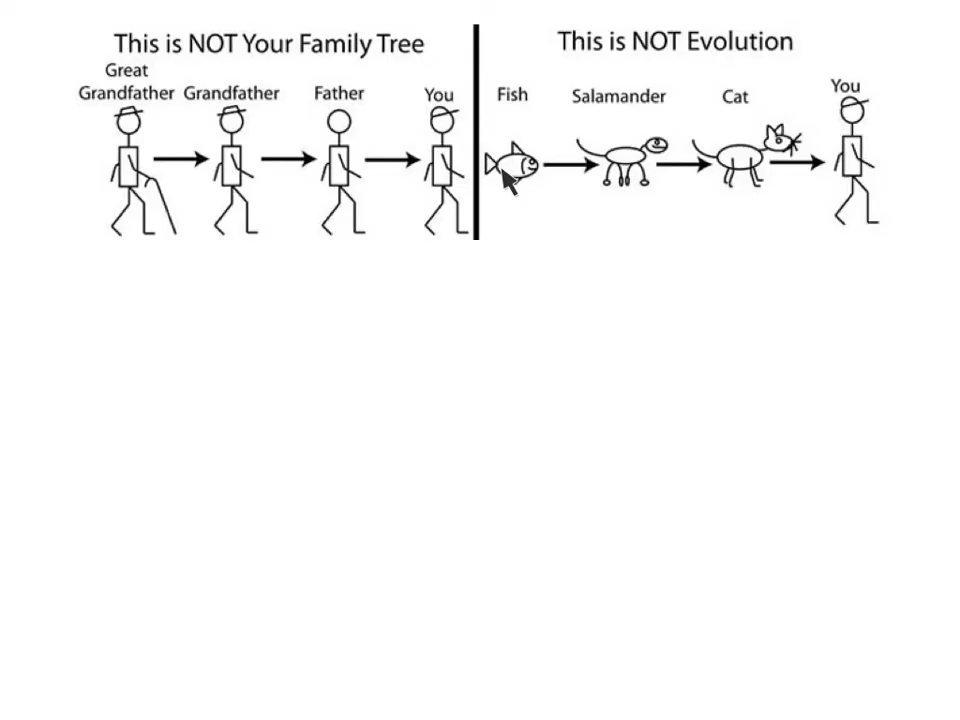 This is NOT Your Family Tree
Great
Grandfather Grandfather Father You
This is NOT Evolution
Fish Salamander Cat You